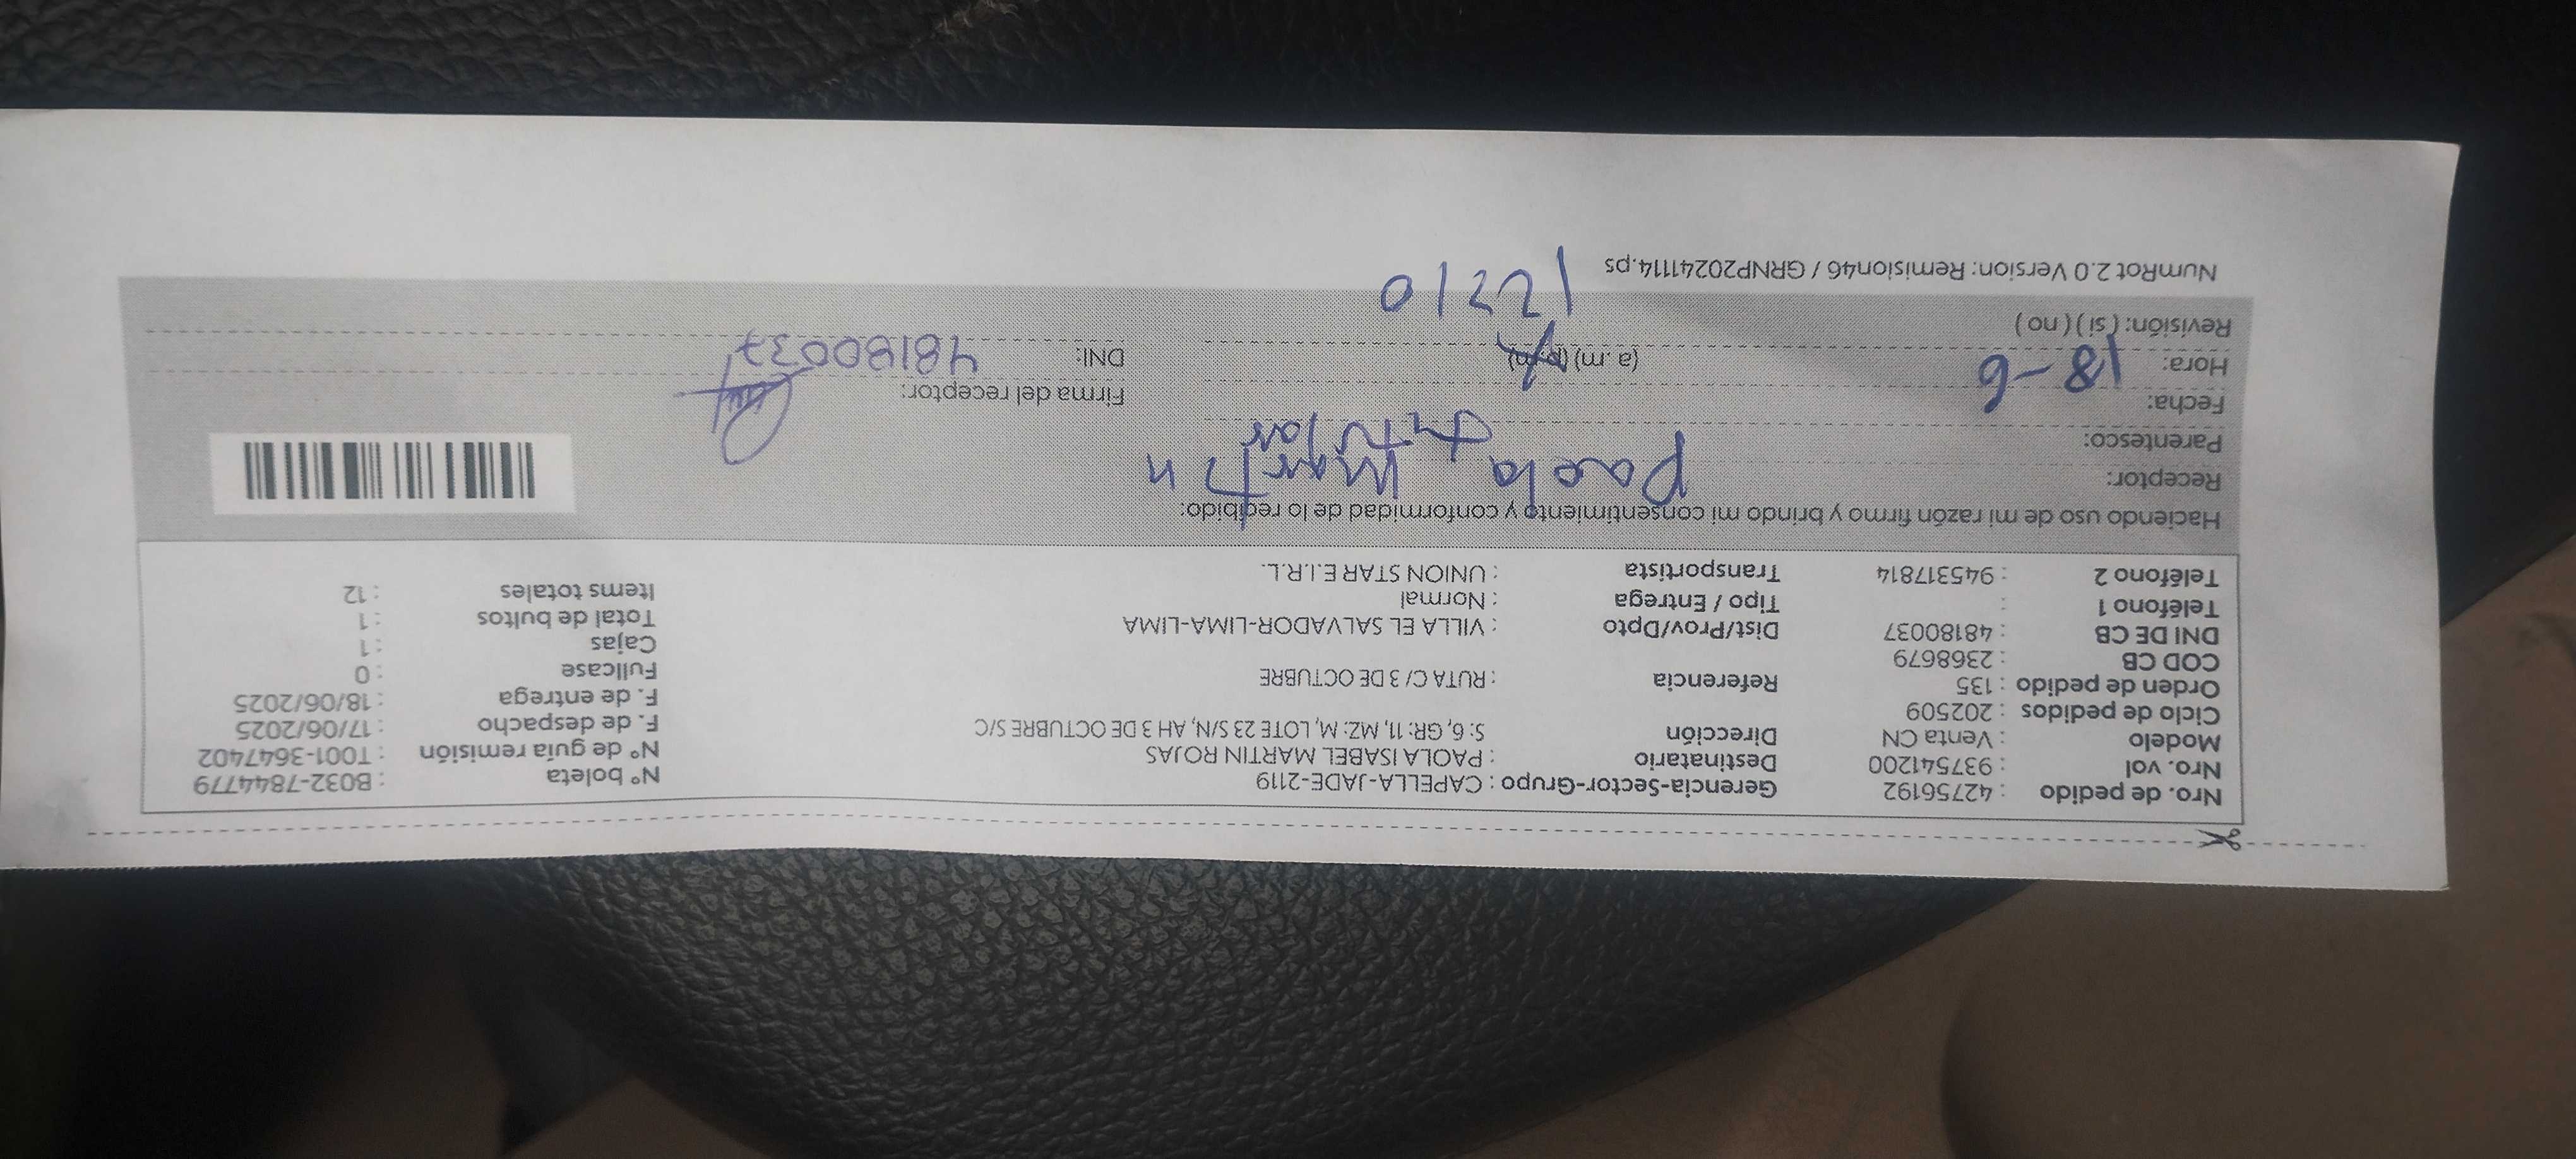 Nro. de pedido : 42756192 Gerencia-Sector-Grupo : CAPELLA-JADE-2119 N° boleta : B032-7844779
Nro. vol : 937541200 Destinatario : PAOLA ISABEL MARTIN ROJAS N° de guía remisión : T001-3647402
Modelo : Venta CN Dirección S: 6, GR: 11, MZ: M, LOTE 23 S/N, AH 3 DE OCTUBRE S/C F. de despacho : 17/06/2025
Ciclo de pedidos : 202509 F. de entrega : 18/06/2025
Orden de pedido : 135 Referencia : RUTA C/ 3 DE OCTUBRE Fullcase : 0
COD CB : 2368679 Cajas : 1
DNI DE CB : 48180037 Dist/Prov/Dpto : VILLA EL SALVADOR-LIMA-LIMA Total de bultos : 1
Teléfono 1 : Tipo / Entrega : Normal Items totales : 12
Teléfono 2 : 945317814 Transportista : UNION STAR E.I.R.L.
Haciendo uso de mi razón firmo y brindo mi consentimiento y conformidad de lo recibido:
Receptor: Paola Martin
Parentesco:
Fecha: 18-6 Firma del receptor:
Hora: (a. m) (p. m) DNI: 48180037
Revisión: ( si ) ( no ) 12210
NumRot 2.0 Version: Remision46 / GRNP20241114.ps